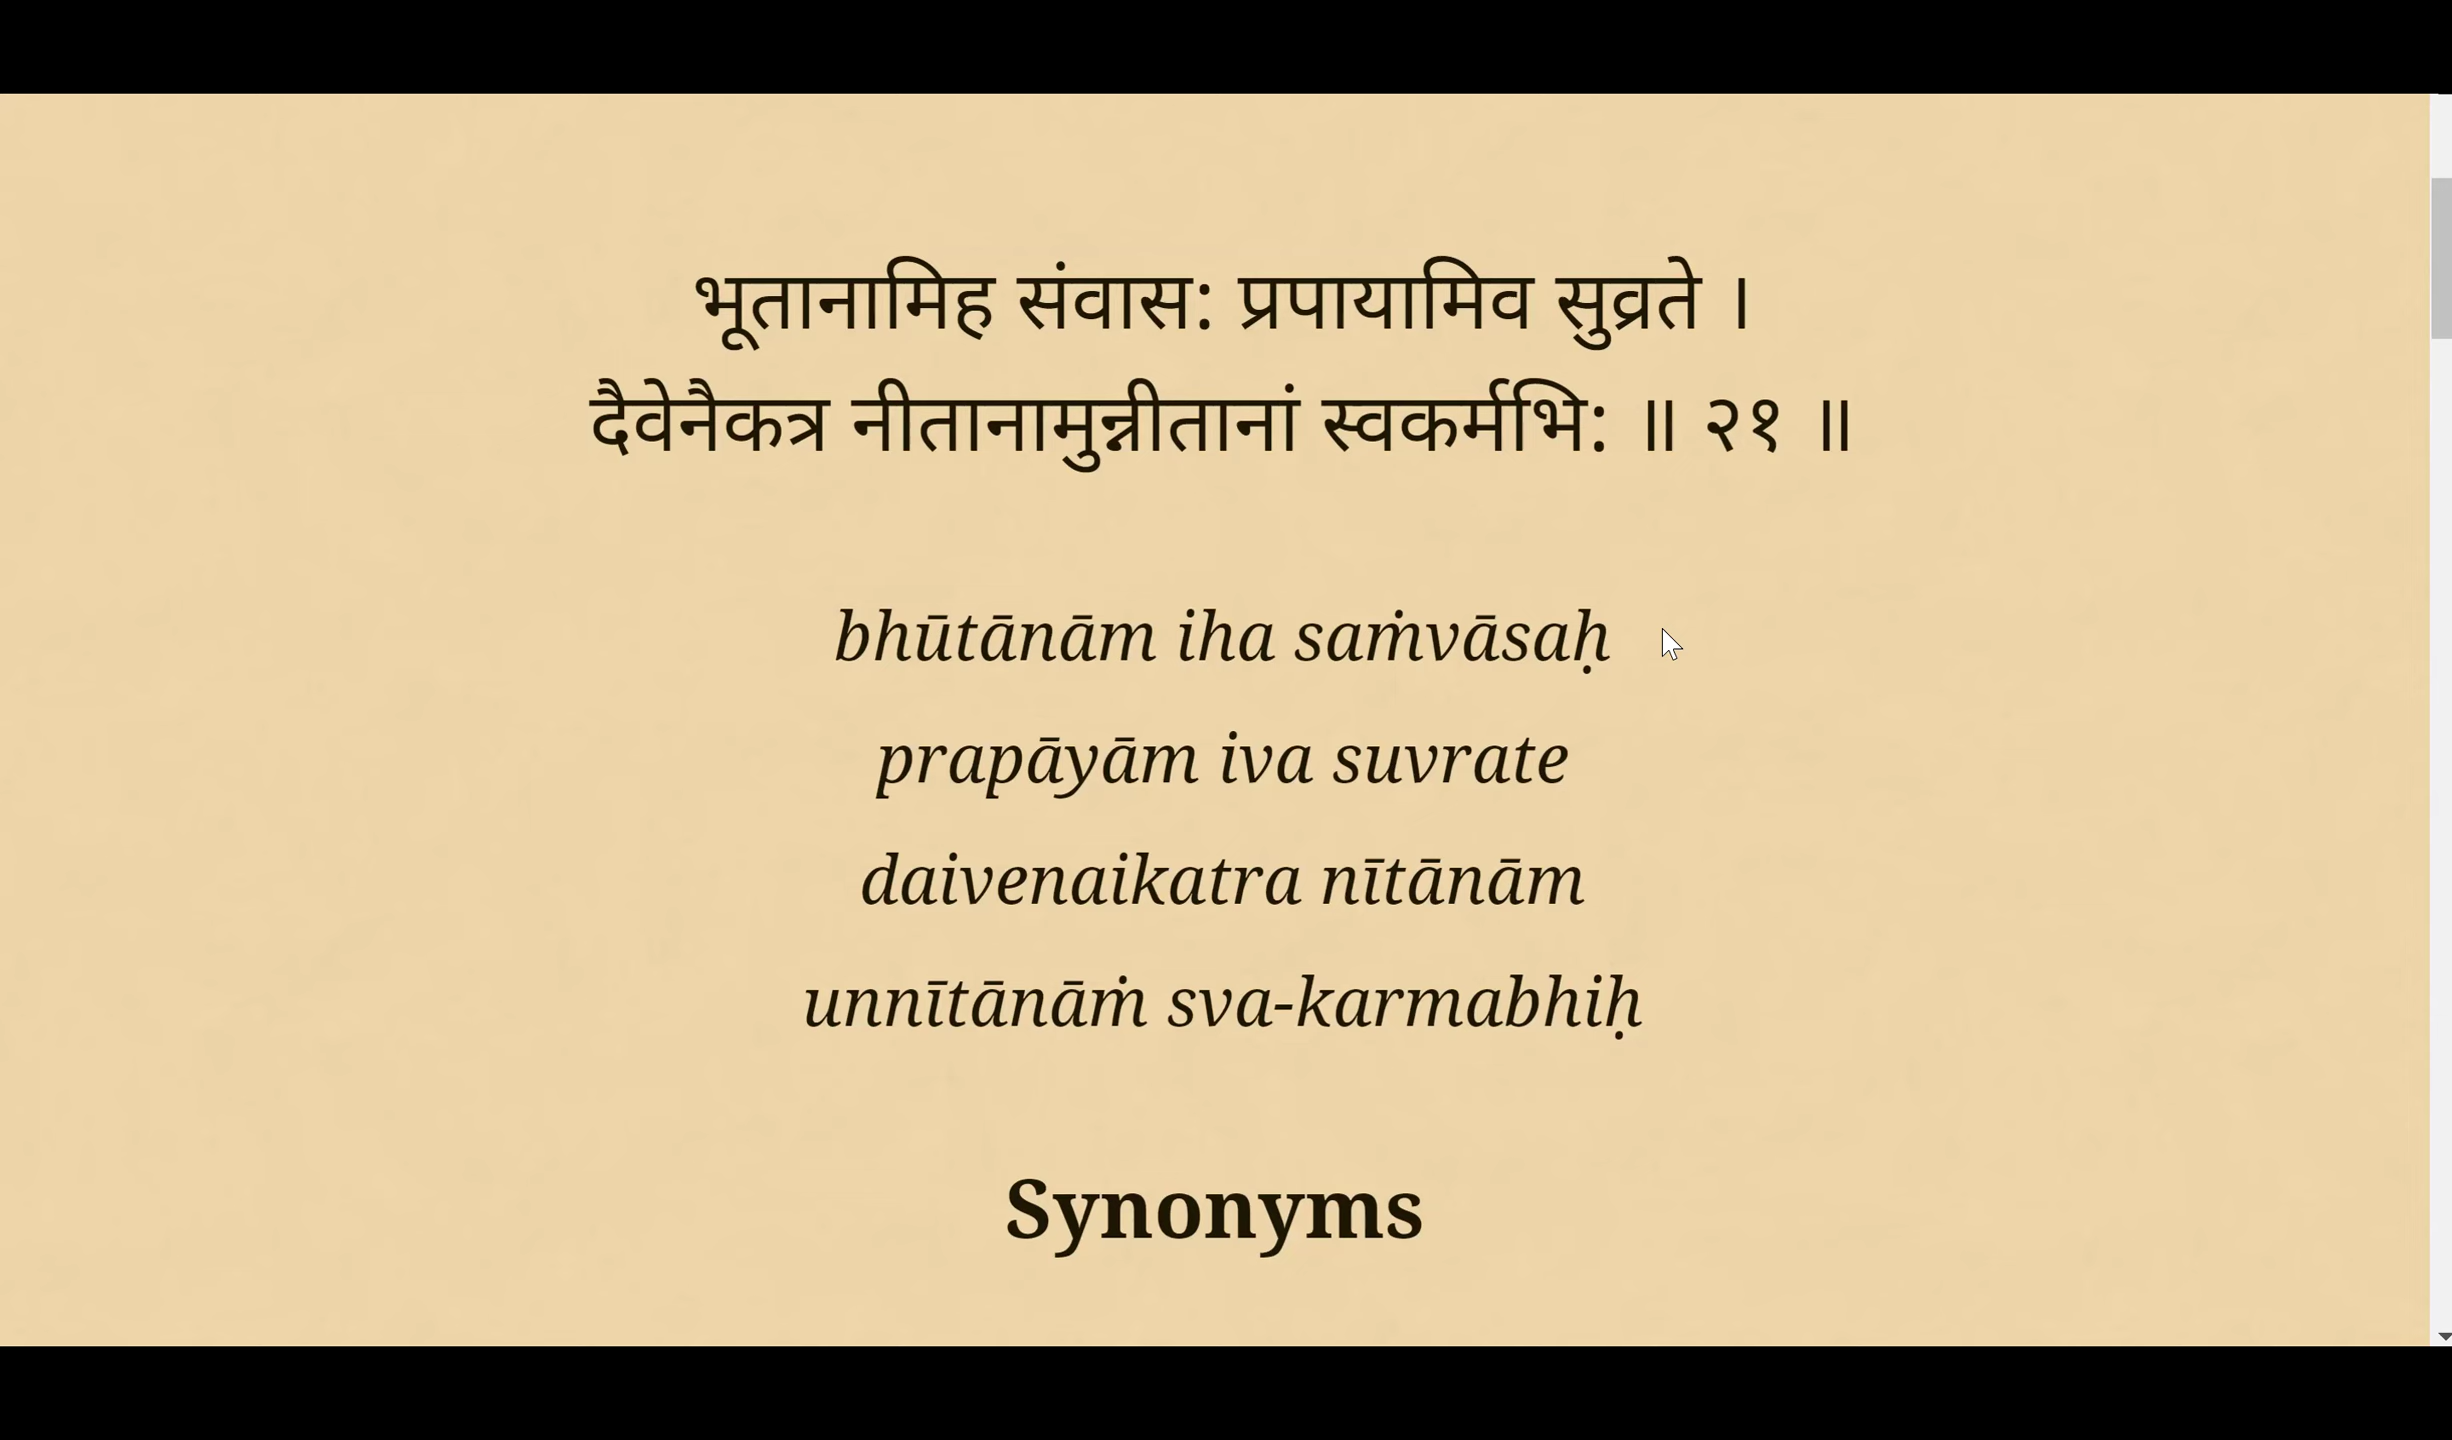 भूतानामिह संवास: प्रपायामिव सुव्रते ।
दैवेनैकत्र नीतानामुन्नीतानां स्वकर्मभि: ॥ २१ ॥
bhūtānām iha saṁvāsaḥ
prapāyām iva suvrate
daivenaikatra nītānām
unnītānāṁ sva-karmabhiḥ
Synonyms